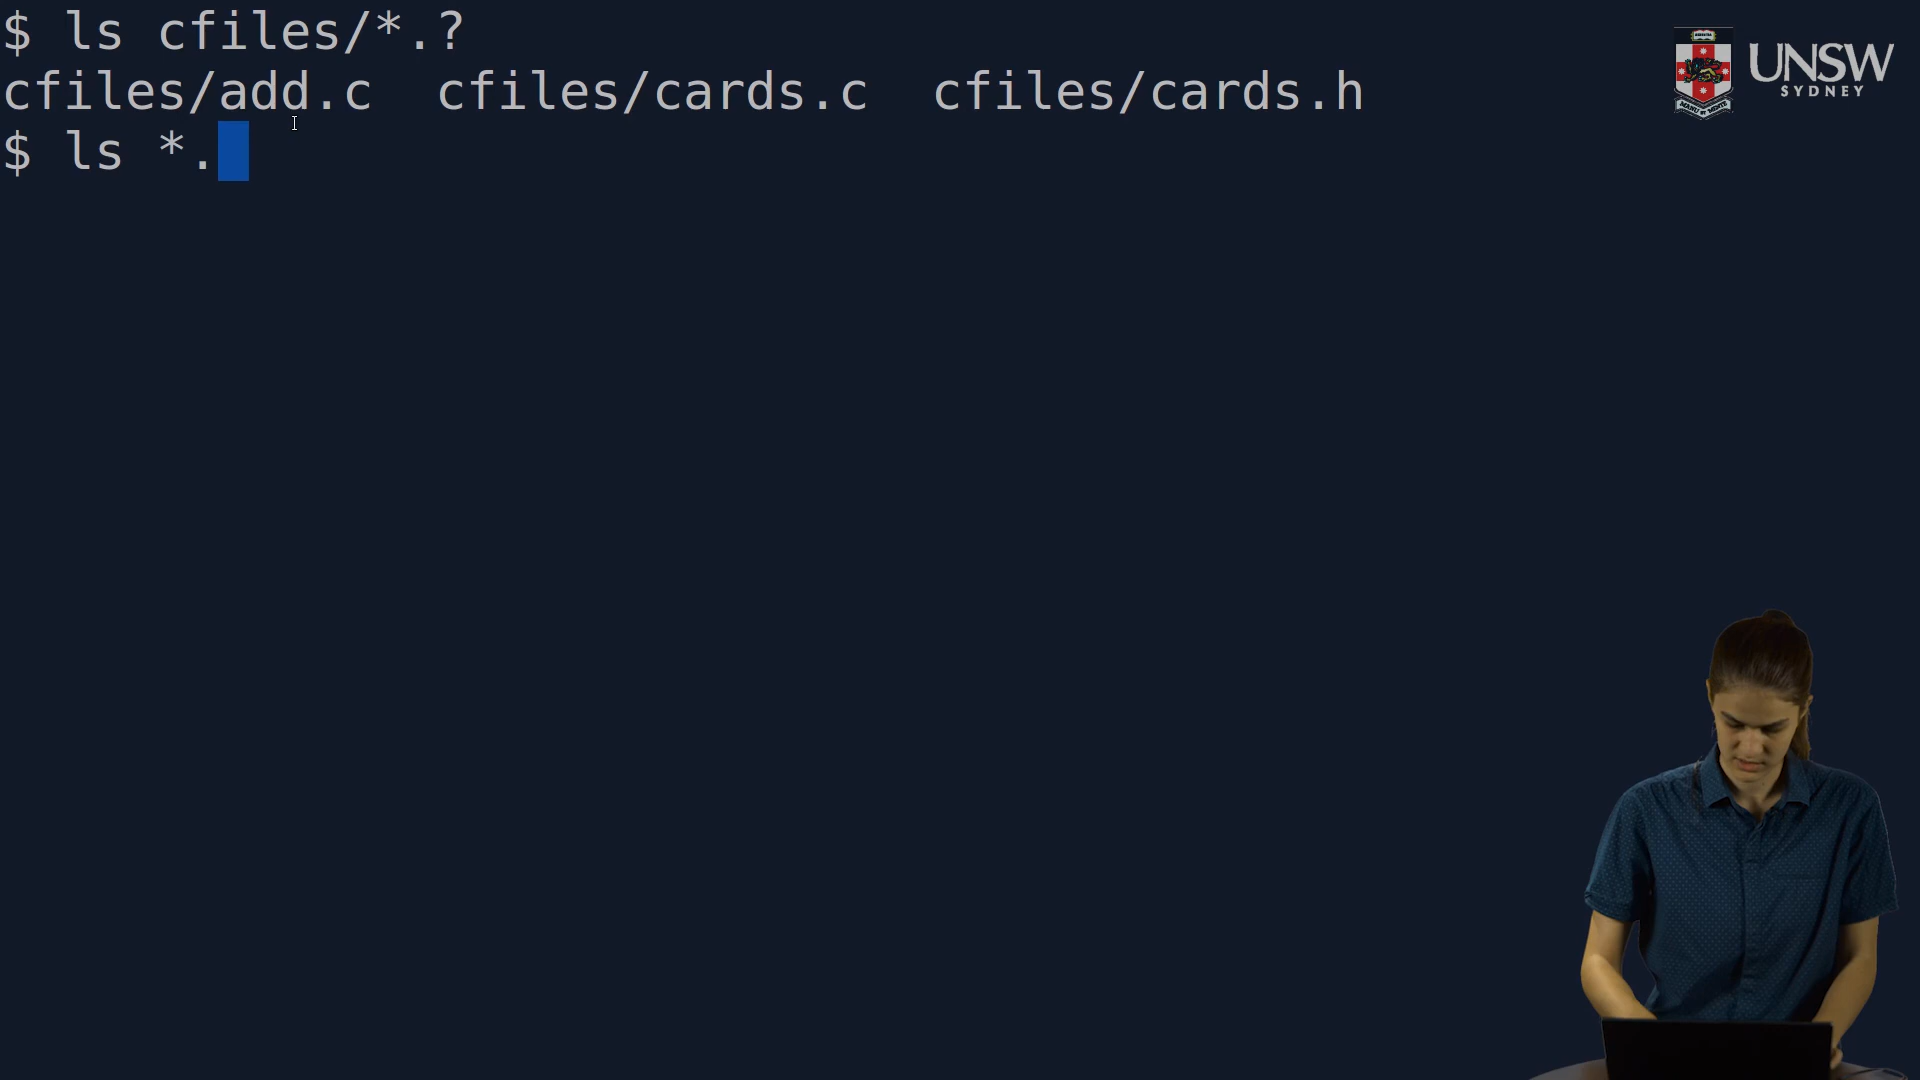 $ ls cfiles/*.?
cfiles/add.c  cfiles/cards.c  cfiles/cards.h
$ ls *.
UNSW
SYDNEY